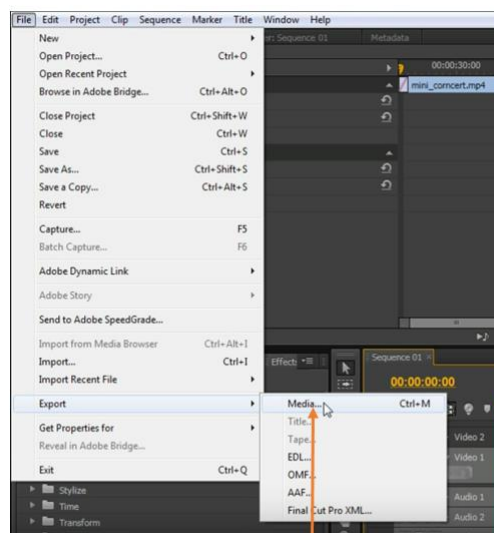 File Edit Project Clip Sequence Marker Title Window Help
New
er: Sequence 01 Metadata
Open Project... Ctrl+O
00:00:30:00
Open Recent Project
mini_corncert.mp4
Browse in Adobe Bridge... Ctrl+Alt+O
Close Project Ctrl+Shift+W
Close Ctrl+W
Save Ctrl+S
Save As... Ctrl+Shift+S
Save a Copy... Ctrl+Alt+S
Revert
Capture... F5
Batch Capture... F6
Adobe Dynamic Link
Adobe Story
Send to Adobe SpeedGrade...
Import from Media Browser Ctrl+Alt+I
Import... Ctrl+I
Effects
Sequence 01
Import Recent File
00:00:00:00
Export
Media... Ctrl+M
Get Properties for
Title...
Reveal in Adobe Bridge...
Tape...
Video 2
EDL...
Video 1
Exit Ctrl+Q
OMF...
Stylize
AAF...
Audio 1
Time
Final Cut Pro XML...
Audio 2
Transform